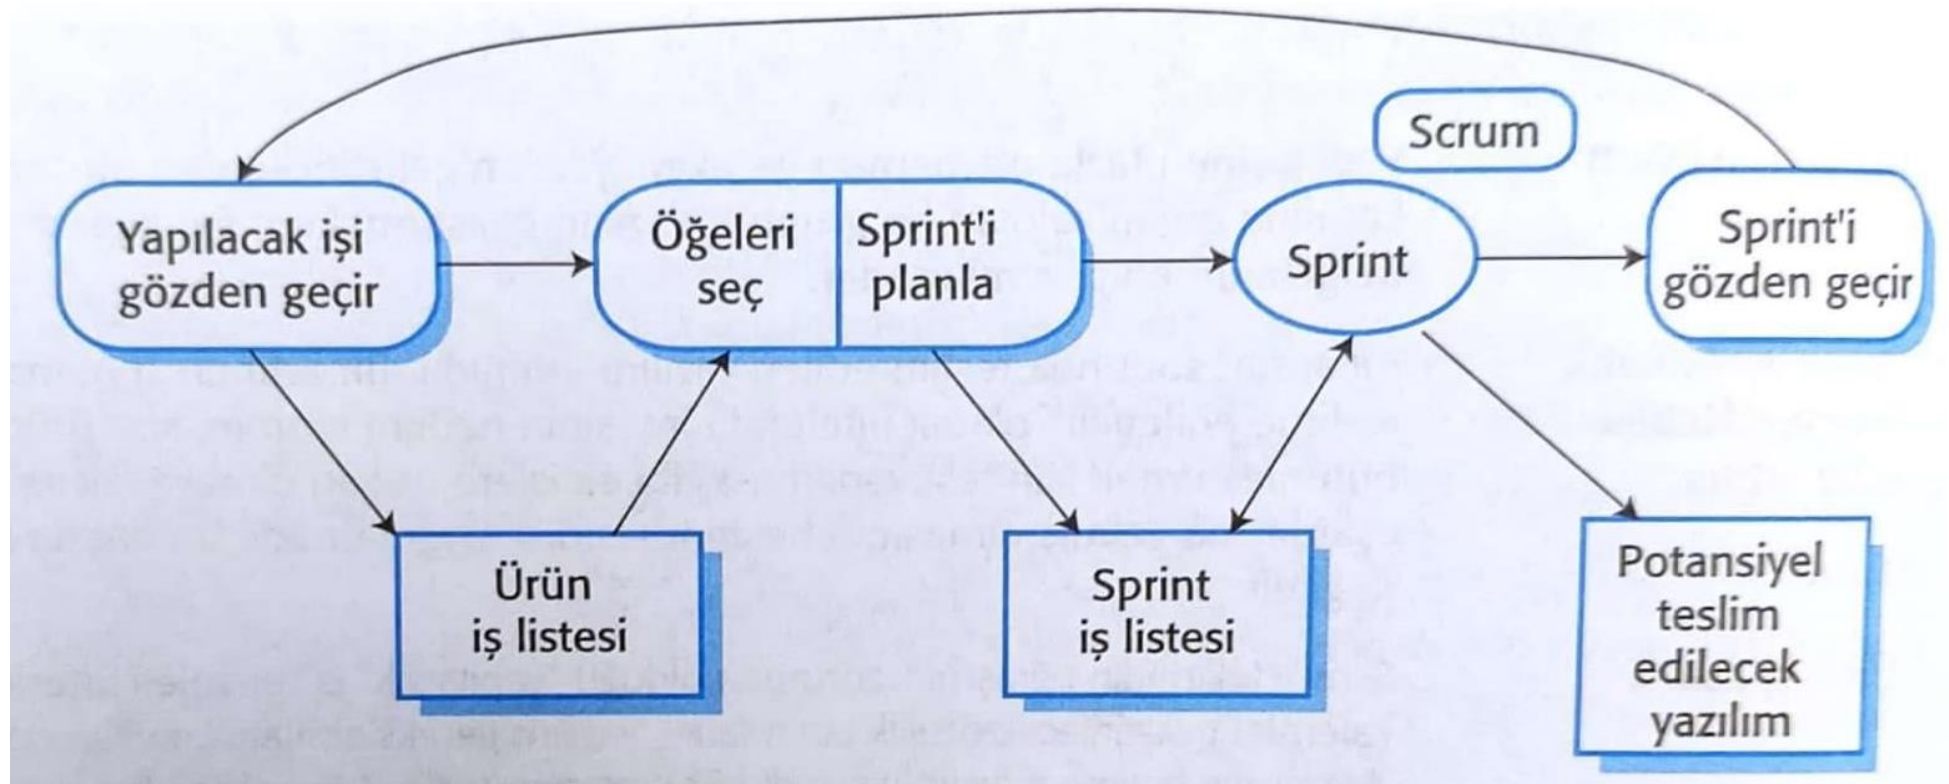 Scrum
Yapılacak işi
gözden geçir
Öğeleri
seç
Sprint'i
planla
Sprint
Sprint'i
gözden geçir
Ürün
iş listesi
Sprint
iş listesi
Potansiyel
teslim
edilecek
yazılım